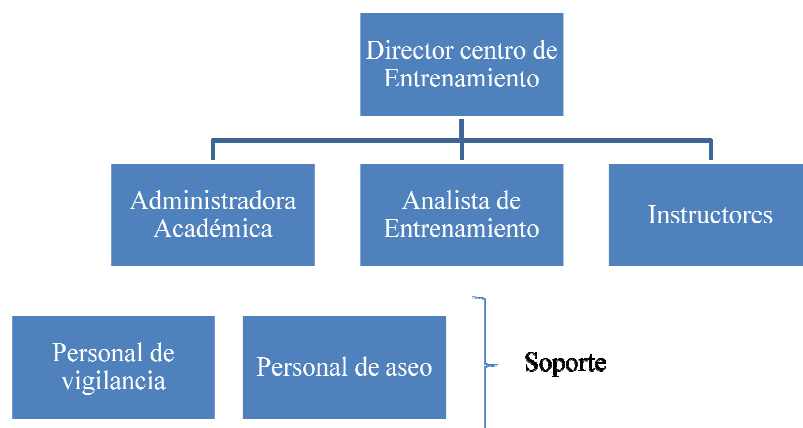 Director centro de
Entrenamiento
Administradora
Académica
Analista de
Entrenamiento
Instructores
Personal de
vigilancia
Personal de aseo
Soporte